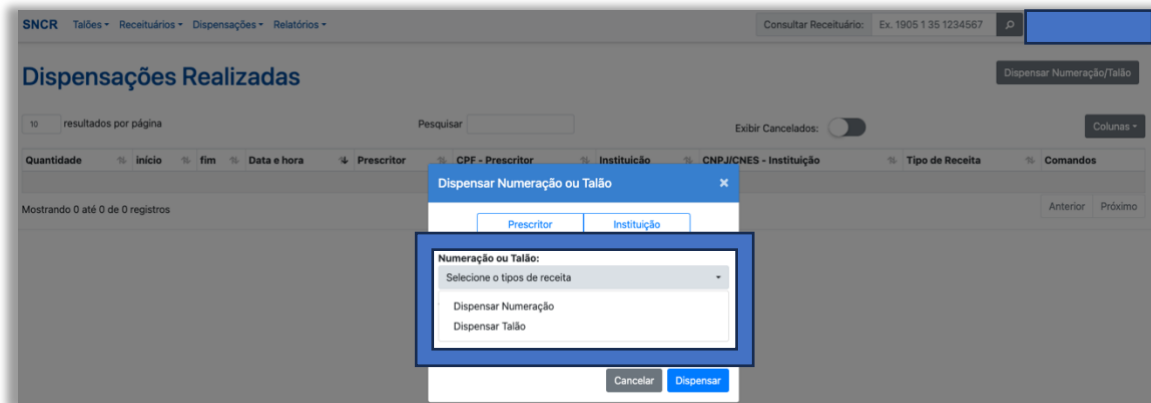 SNCR Talões Receituários Dispensações Relatórios Consultar Receituário: Ex. 1905 1 35 1234567
Dispensações Realizadas Dispensar Numeração/Talão
10 resultados por página Pesquisar Exibir Cancelados: Colunas
Quantidade início fim Data e hora Prescritor CPF - Prescritor Instituição CNPJ/CNES - Instituição Tipo de Receita Comandos
Mostrando 0 até 0 de 0 registros Anterior Próximo
Dispensar Numeração ou Talão ×
Prescritor Instituição
Numeração ou Talão:
Selecione o tipos de receita
Dispensar Numeração
Dispensar Talão
Cancelar Dispensar